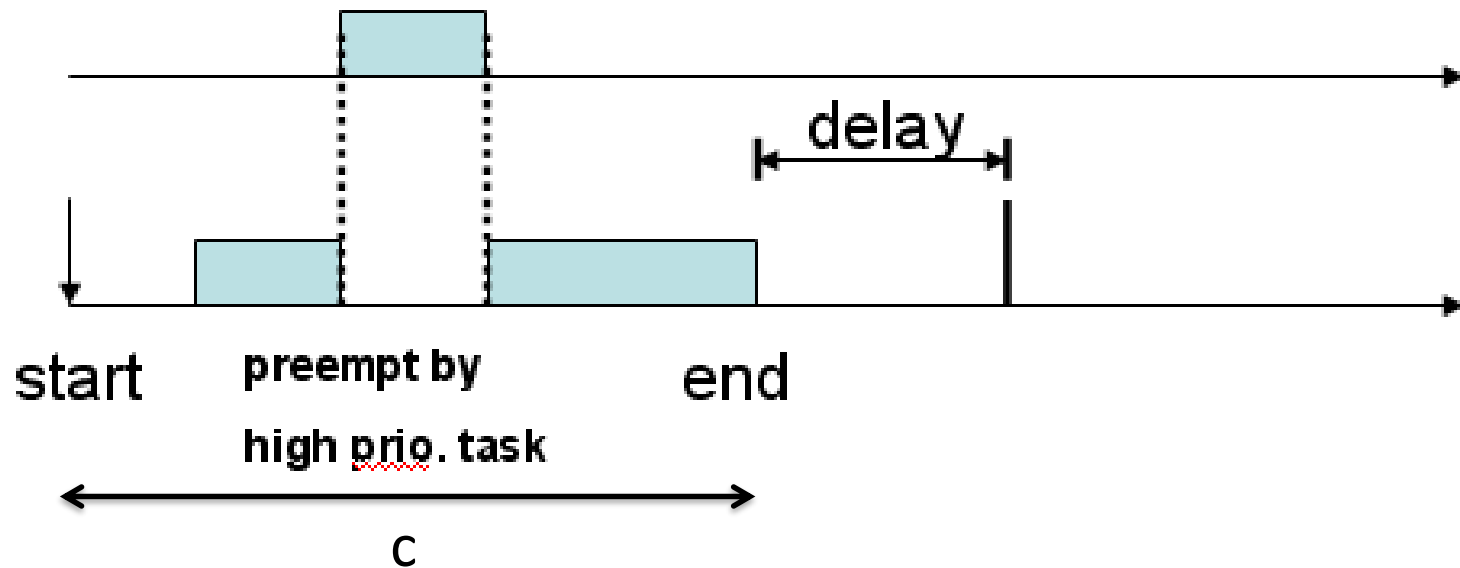 delay
start
preempt by
end
high prio. task
c